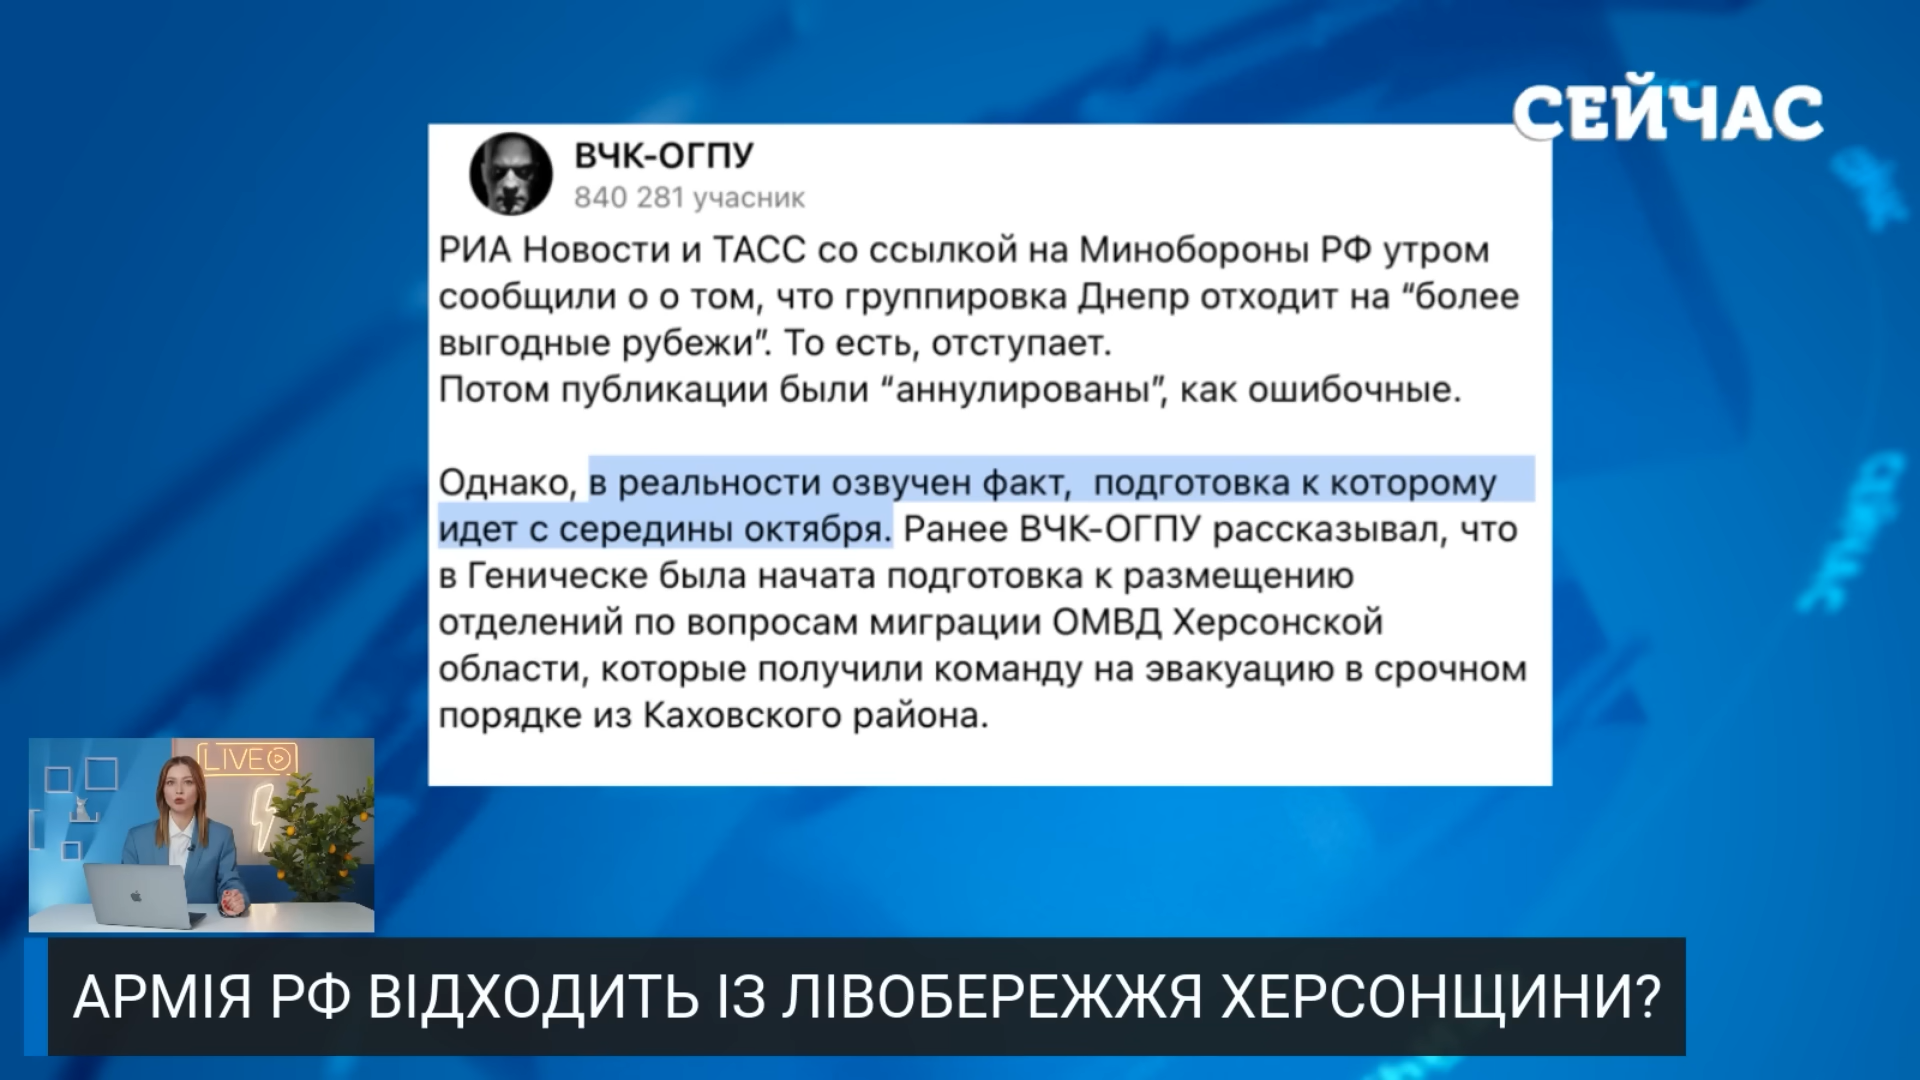 СЕЙЧАС
ВЧК-ОГПУ
840 281 учасник
РИА Новости и ТАСС со ссылкой на Минобороны РФ утром
сообщили о о том, что группировка Днепр отходит на “более
выгодные рубежи”. То есть, отступает.
Потом публикации были “аннулированы”, как ошибочные.
Однако, в реальности озвучен факт, подготовка к которому
идет с середины октября. Ранее ВЧК-ОГПУ рассказывал, что
в Геническе была начата подготовка к размещению
отделений по вопросам миграции ОМВД Херсонской
области, которые получили команду на эвакуацию в срочном
порядке из Каховского района.
LIVE
АРМІЯ РФ ВІДХОДИТЬ ІЗ ЛІВОБЕРЕЖЖЯ ХЕРСОНЩИНИ?